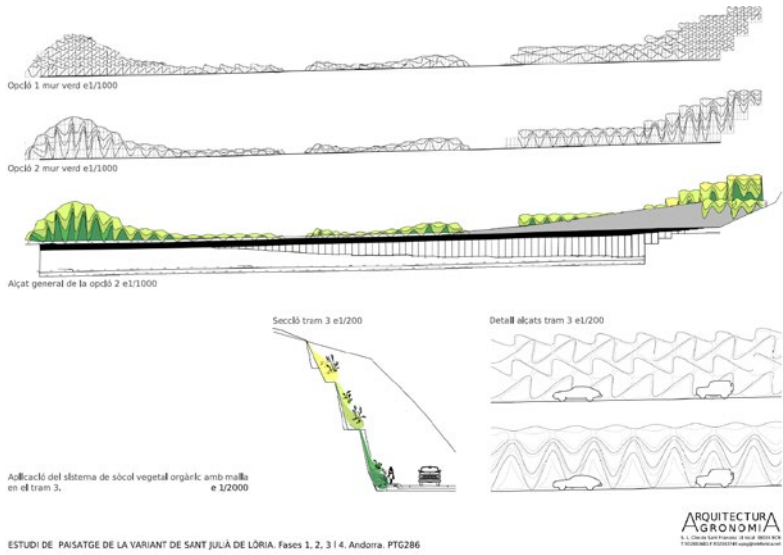 Opció 1 mur verd e1/1000
Opció 2 mur verd e1/1000
Alçat general de la opció 2 e1/1000
Secció tram 3 e1/200
Detall alçats tram 3 e1/200
Aplicació del sistema de sòcol vegetal orgànic amb malla
en el tram 3.
e 1/2000
ARQUITECTURA
AGRONOMIA
ESTUDI DE PAISATGE DE LA VARIANT DE SANT JULIÀ DE LÒRIA. Fases 1, 2, 3 i 4. Andorra. PTG286